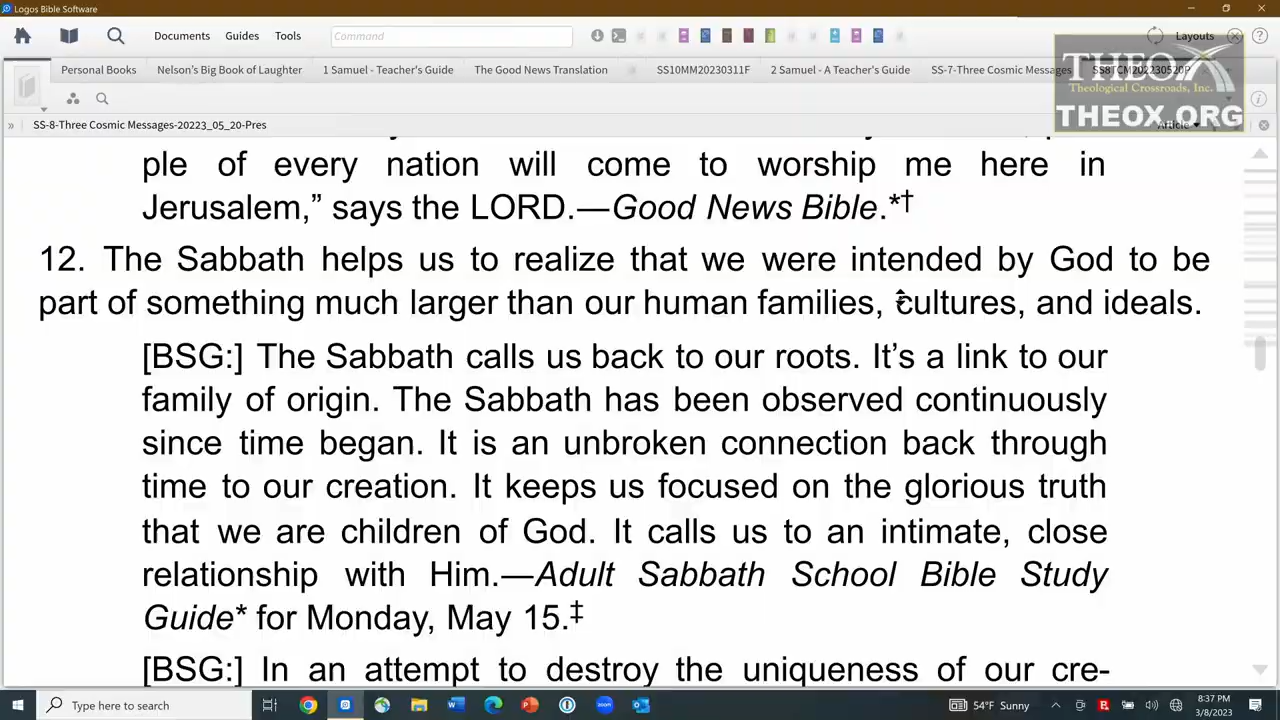 Logos Bible Software
Documents Guides Tools Command Layouts
Personal Books Nelson's Big Book of Laughter The Good News Translation SS10MM20230311F 2 Samuel - A Teacher's Guide SS-7-Three Cosmic Messages
THEOX
Theological Crossroads, Inc.
THEOX.ORG
SS-8-Three Cosmic Messages-20223_05_20-Pres
ple of every nation will come to worship me here in
Jerusalem,” says the LORD.—Good News Bible.*†
12. The Sabbath helps us to realize that we were intended by God to be
part of something much larger than our human families, cultures, and ideals.
[BSG:] The Sabbath calls us back to our roots. It’s a link to our
family of origin. The Sabbath has been observed continuously
since time began. It is an unbroken connection back through
time to our creation. It keeps us focused on the glorious truth
that we are children of God. It calls us to an intimate, close
relationship with Him.—Adult Sabbath School Bible Study
Guide* for Monday, May 15.‡
[BSG:] In an attempt to destroy the uniqueness of our cre-
Type here to search 54°F Sunny 8:37 PM
3/8/2023